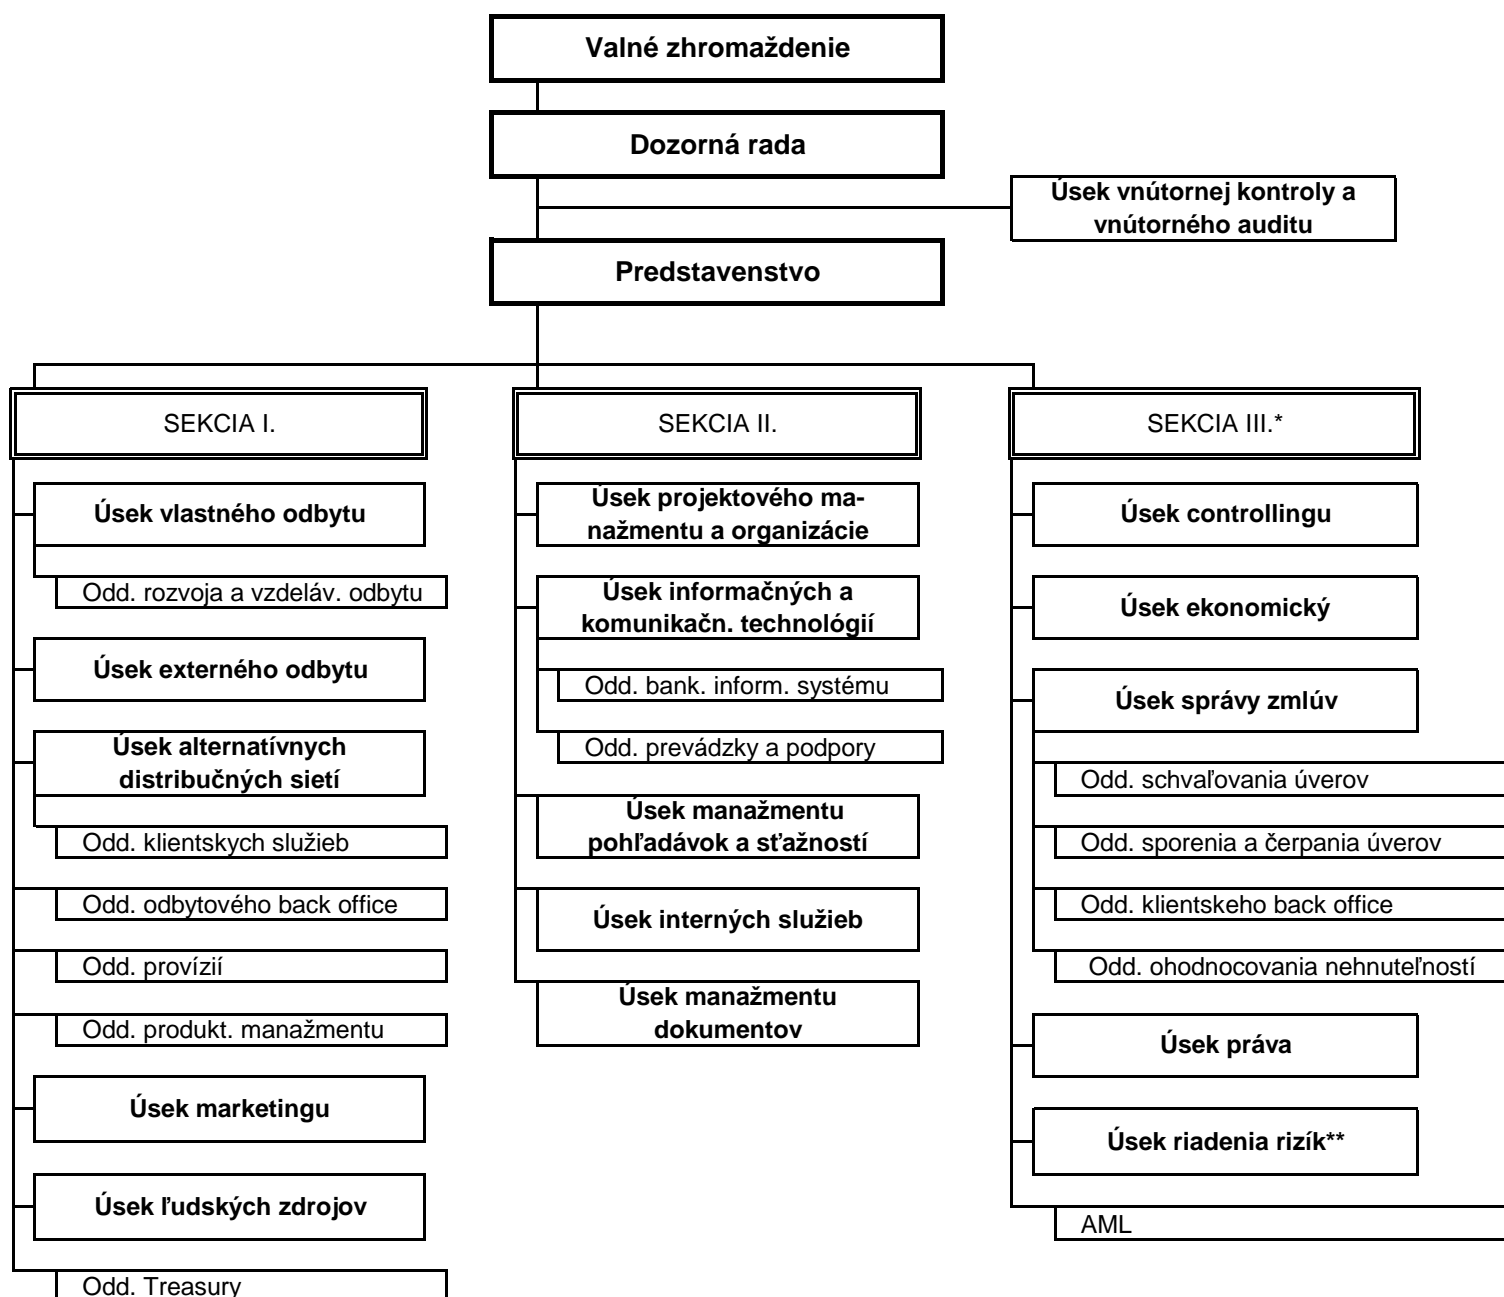 Valné zhromaždenie
Dozorná rada
Úsek vnútornej kontroly a
vnútorného auditu
Predstavenstvo
SEKCIA I.
Úsek vlastného odbytu
Odd. rozvoja a vzdeláv. odbytu
Úsek externého odbytu
Úsek alternatívnych
distribučných sietí
Odd. klientskych služieb
Odd. odbytového back office
Odd. provízií
Odd. produkt. manažmentu
Úsek marketingu
Úsek ľudských zdrojov
Odd. Treasury
SEKCIA II.
Úsek projektového ma-
nažmentu a organizácie
Úsek informačných a
komunikačn. technológií
Odd. bank. inform. systému
Odd. prevádzky a podpory
Úsek manažmentu
pohľadávok a sťažností
Úsek interných služieb
Úsek manažmentu
dokumentov
SEKCIA III.*
Úsek controllingu
Úsek ekonomický
Úsek správy zmlúv
Odd. schvaľovania úverov
Odd. sporenia a čerpania úverov
Odd. klientskeho back office
Odd. ohodnocovania nehnuteľností
Úsek práva
Úsek riadenia rizík**
AML